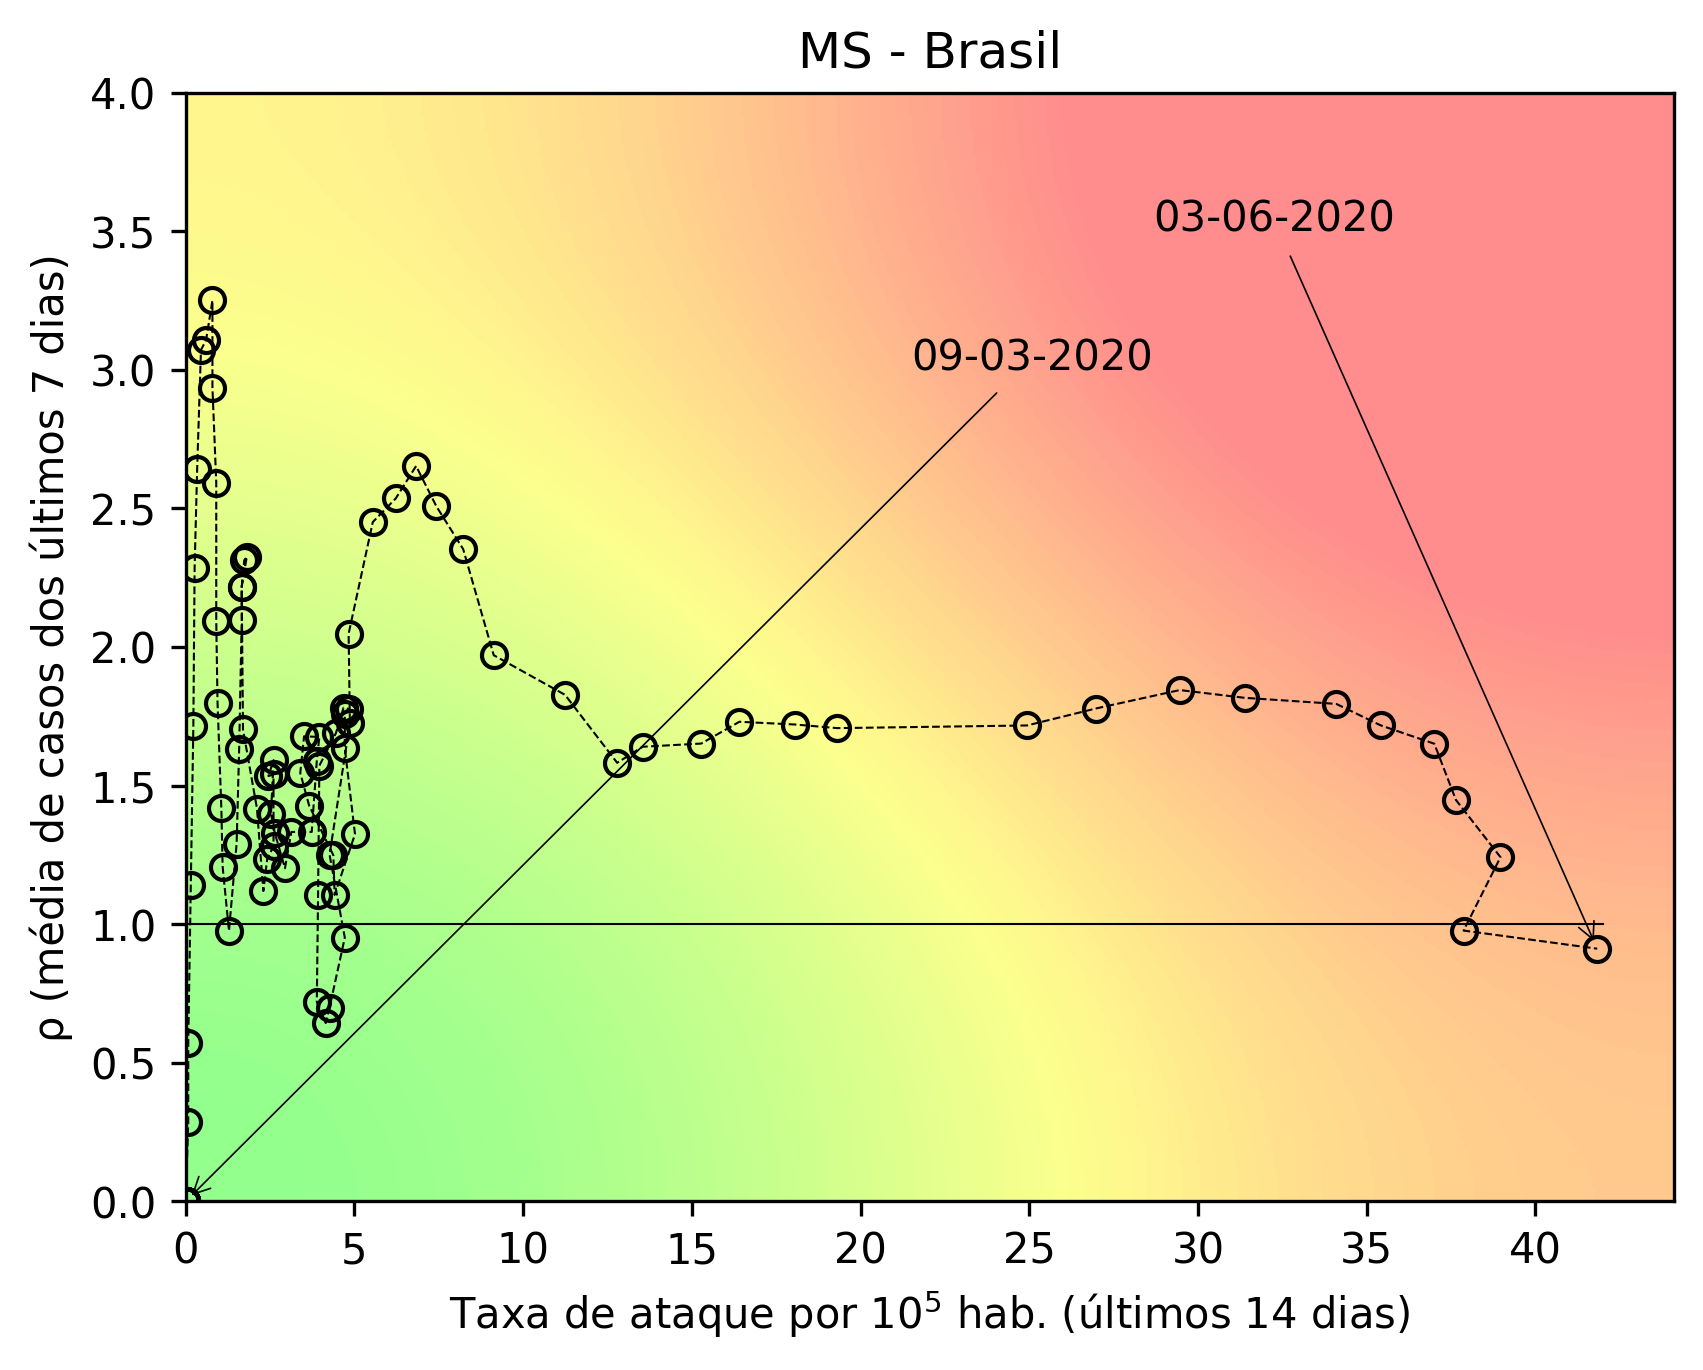 MS - Brasil
4.0
3.5
3.0
2.5
2.0
1.5
1.0
0.5
0.0
ρ (média de casos dos últimos 7 dias)
03-06-2020
09-03-2020
0 5 10 15 20 25 30 35 40
Taxa de ataque por 10⁵ hab. (últimos 14 dias)